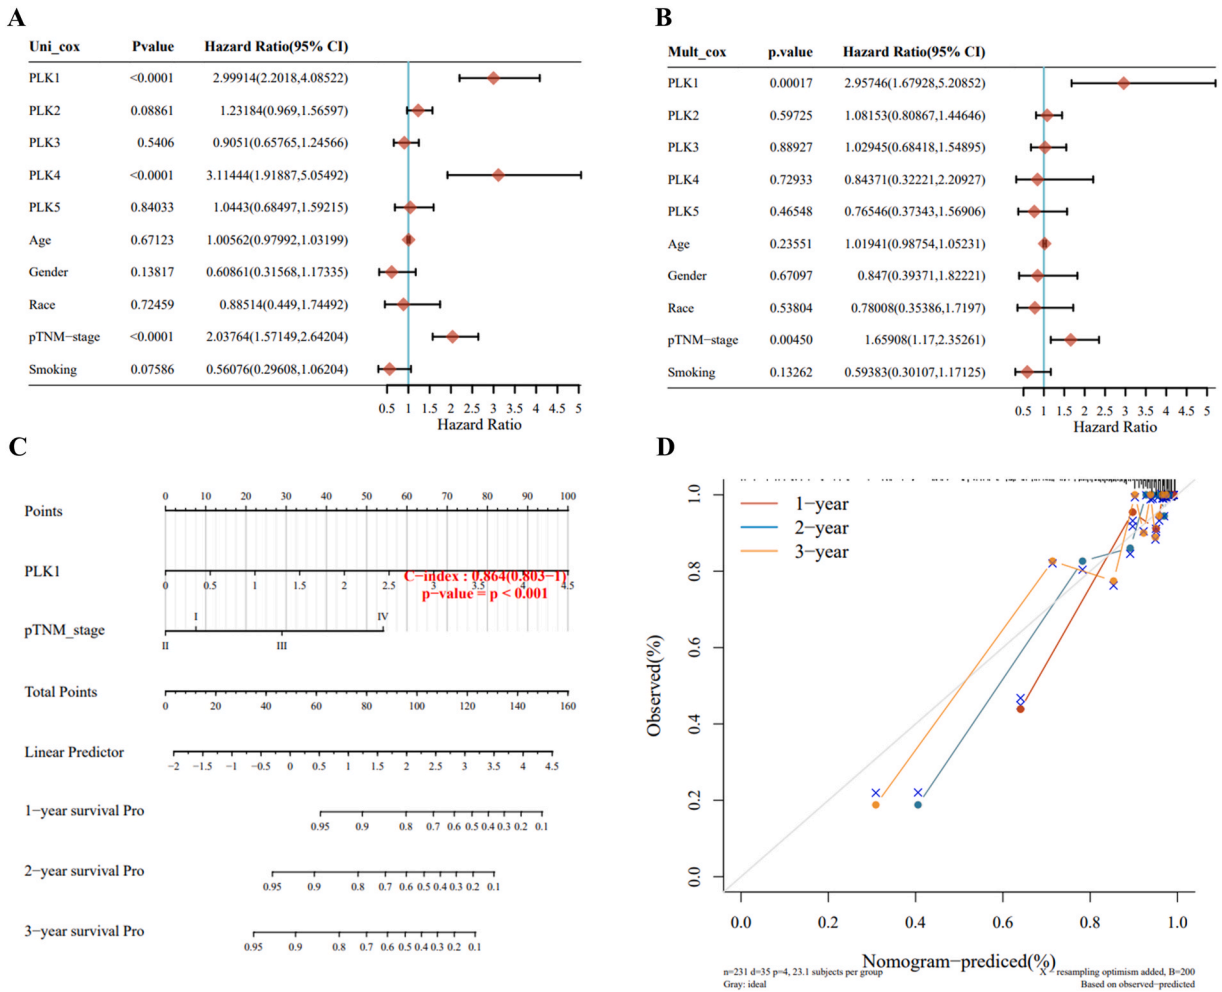 A
Uni_cox Pvalue Hazard Ratio(95% CI)
PLK1 <0.0001 2.99914(2.2018,4.08522)
PLK2 0.08861 1.23184(0.969,1.56597)
PLK3 0.5406 0.9051(0.65765,1.24566)
PLK4 <0.0001 3.11444(1.91887,5.05492)
PLK5 0.84033 1.0443(0.68497,1.59215)
Age 0.67123 1.00562(0.97992,1.03199)
Gender 0.13817 0.60861(0.31568,1.17335)
Race 0.72459 0.88514(0.449,1.74492)
pTNM−stage <0.0001 2.03764(1.57149,2.64204)
Smoking 0.07586 0.56076(0.29608,1.06204)
0.5 1 1.5 2 2.5 3 3.5 4 4.5 5
Hazard Ratio
B
Mult_cox p.value Hazard Ratio(95% CI)
PLK1 0.00017 2.95746(1.67928,5.20852)
PLK2 0.59725 1.08153(0.80867,1.44646)
PLK3 0.88927 1.02945(0.68418,1.54895)
PLK4 0.72933 0.84371(0.32221,2.20927)
PLK5 0.46548 0.76546(0.37343,1.56906)
Age 0.23551 1.01941(0.98754,1.05231)
Gender 0.67097 0.847(0.39371,1.82221)
Race 0.53804 0.78008(0.35386,1.7197)
pTNM−stage 0.00450 1.65908(1.17,2.35261)
Smoking 0.13262 0.59383(0.30107,1.17125)
0.5 1 1.5 2 2.5 3 3.5 4 4.5 5
Hazard Ratio
C
0 10 20 30 40 50 60 70 80 90 100
Points
PLK1
0 0.5 1 1.5 2 2.5 3 3.5 4 4.5
C−index : 0.864(0.803−1)
p−value = p < 0.001
I IV
pTNM_stage
II III
Total Points
0 20 40 60 80 100 120 140 160
Linear Predictor
−2 −1.5 −1 −0.5 0 0.5 1 1.5 2 2.5 3 3.5 4 4.5
1−year survival Pro
0.95 0.9 0.8 0.7 0.6 0.5 0.4 0.3 0.2 0.1
2−year survival Pro
0.95 0.9 0.8 0.7 0.6 0.5 0.4 0.3 0.2 0.1
3−year survival Pro
0.95 0.9 0.8 0.7 0.6 0.5 0.4 0.3 0.2 0.1
D
1−year
2−year
3−year
1.0
0.8
0.6
0.4
0.2
0.0
Observed(%)
0.0 0.2 0.4 0.6 0.8 1.0
Nomogram−prediced(%)
n=231 d=35 p=4, 23.1 subjects per group
Gray: ideal
X − resampling optimism added, B=200
Based on observed−predicted